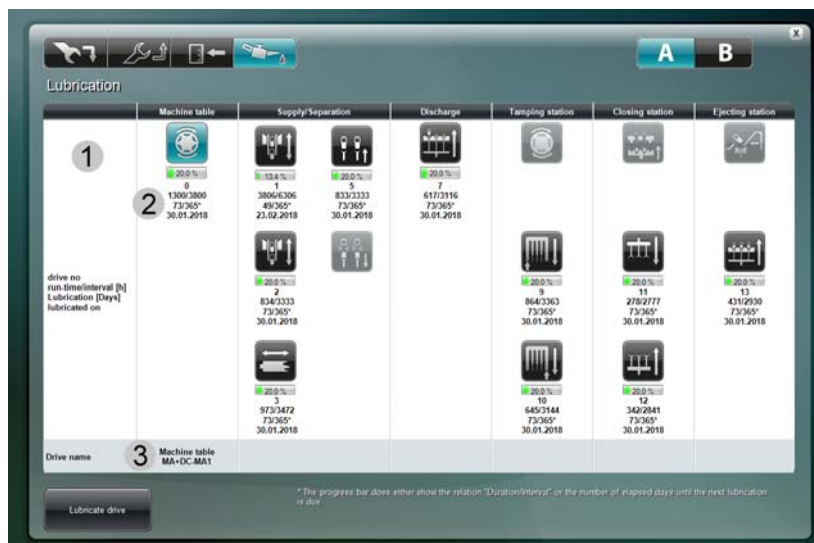 X
A B
Lubrication
Machine table Supply/Separation Discharge Tamping station Closing station Ejecting station
1
20.0 % 13.4 % 20.0 % 20.0 %
0 1 5 7
2
1300/3800 3806/6306 833/3333 617/3116
73/365* 49/365* 73/365* 73/365*
30.01.2018 23.02.2018 30.01.2018 30.01.2018
drive no
run-time/interval [h]
Lubrication [Days]
lubricated on
20.0 % 20.0 % 20.0 % 20.0 %
2 9 11 13
834/3333 864/3363 278/2777 431/2930
73/365* 73/365* 73/365* 73/365*
30.01.2018 30.01.2018 30.01.2018 30.01.2018
20.0 % 20.0 % 20.0 %
3 10 12
973/3472 645/3144 342/2841
73/365* 73/365* 73/365*
30.01.2018 30.01.2018 30.01.2018
Drive name 3 Machine table
MA+DC-MA1
* The progress bar does either show the relation "Duration/Interval" or the number of elapsed days until the next lubrication
is due
Lubricate drive